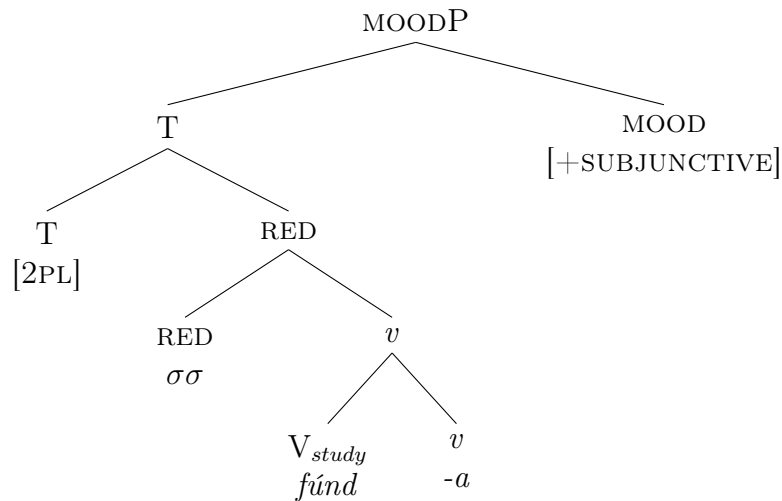 MOODP
T MOOD
[+SUBJUNCTIVE]
T RED
[2PL]
RED v
σσ
V_study v
fúnd -a